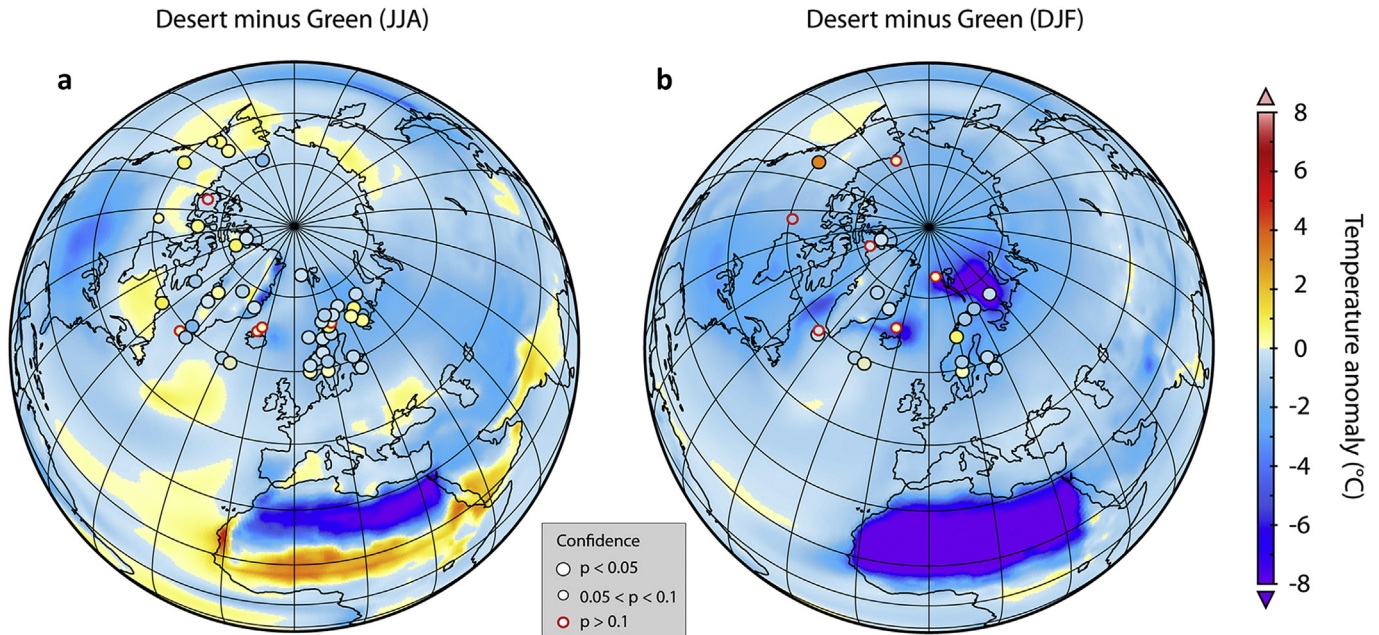 Desert minus Green (JJA)
Desert minus Green (DJF)
a
b
8
6
4
2
0
-2
-4
-6
-8
Temperature anomaly (°C)
Confidence
p < 0.05
0.05 < p < 0.1
p > 0.1